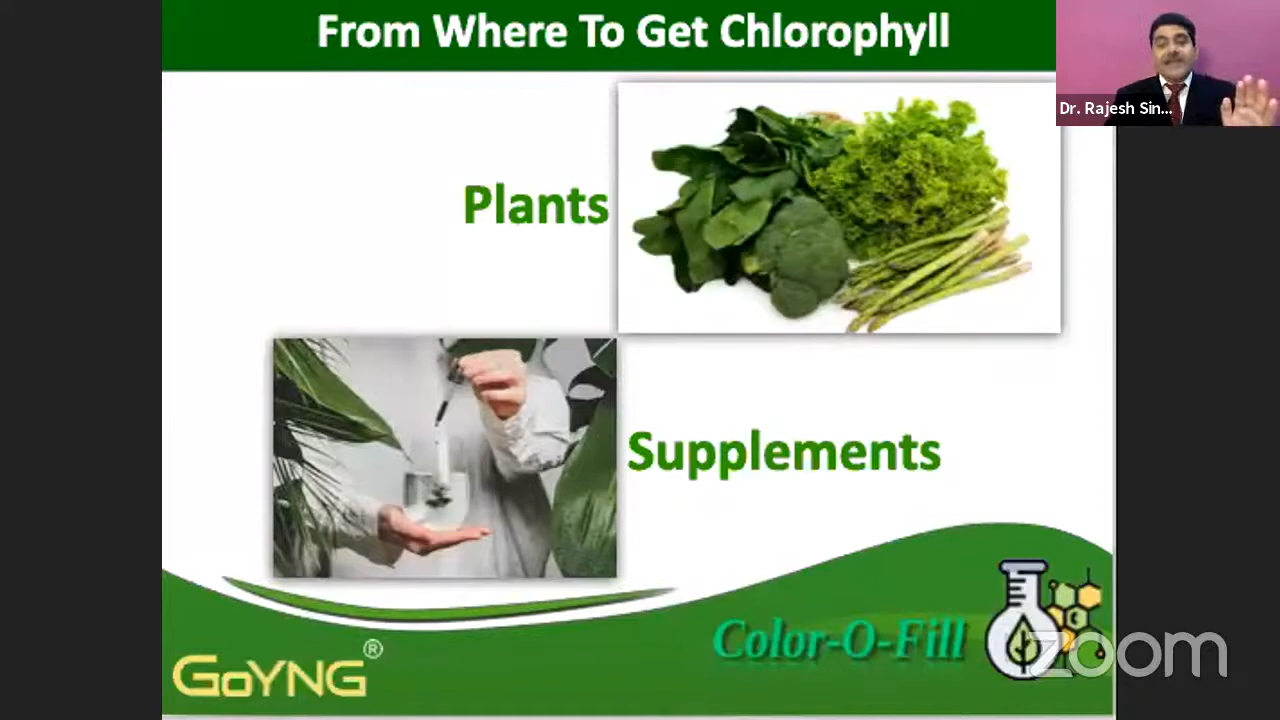 From Where To Get Chlorophyll
Dr. Rajesh Sin...
Plants
Supplements
Color-O-Fill
GoYNG®
zoom